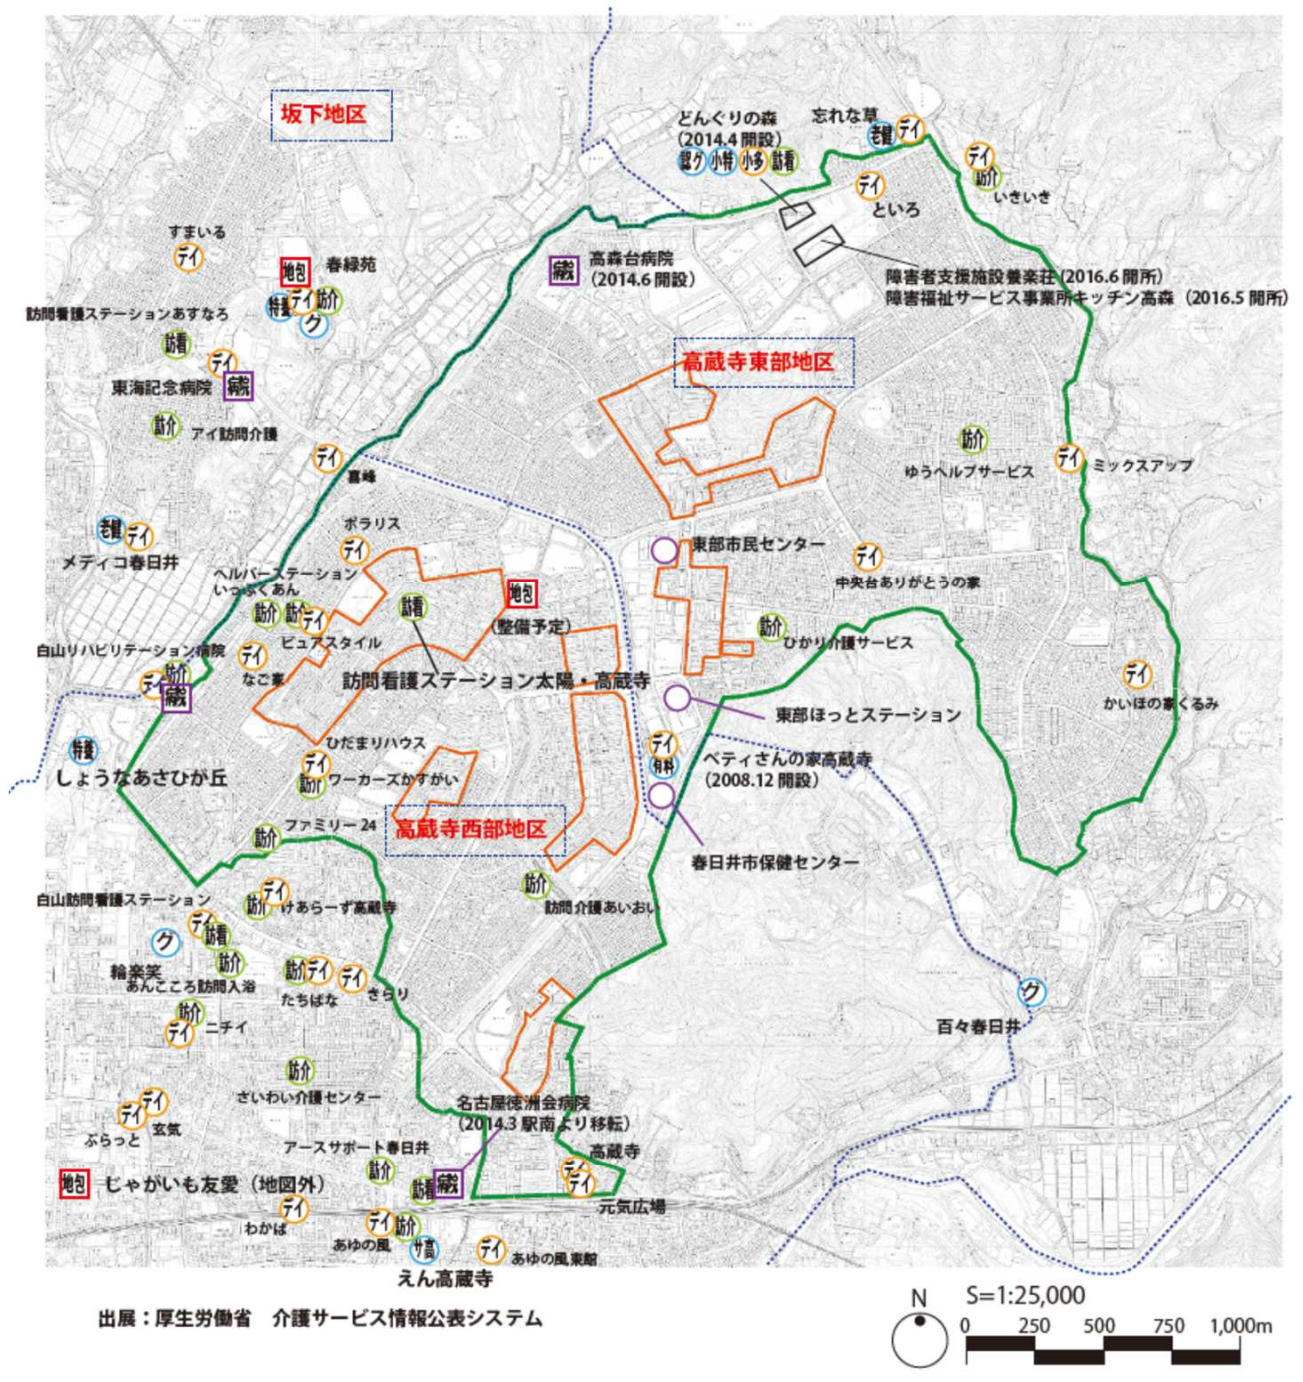 坂下地区
どんぐりの森
(2014.4 開設)
認グ 小特 小多 訪看
忘れな草
老健 デイ
デイ
訪介
いきいき
デイ
といろ
すまいる
デイ
地包
春緑苑
特養 デイ 訪介
グ
病院
高森台病院
(2014.6 開設)
障害者支援施設養楽荘 (2016.6 開所)
障害福祉サービス事業所キッチン高森（2016.5 開所）
訪問看護ステーションあすなろ
訪看
デイ
東海記念病院
病院
高蔵寺東部地区
訪介
アイ訪問介護
デイ
喜峰
訪介
ゆうヘルプサービス
デイ
ミックスアップ
老健 デイ
メディコ春日井
ポラリス
デイ
東部市民センター
デイ
中央台ありがとうの家
ヘルパーステーション
いっぷくあん
訪介 訪介 デイ
ピュアスタイル
訪看
地包
(整備予定)
訪介
ひかり介護サービス
白山リハビリテーション病院
訪介
デイ
病院
デイ
なご家
訪問看護ステーション太陽・高蔵寺
デイ
かいほの家くるみ
東部ほっとステーション
特養
しょうなあさひが丘
ひだまりハウス
デイ
訪介
ワーカーズかすがい
デイ
有料
ベティさんの家高蔵寺
(2008.12 開設)
ファミリー 24
訪介
高蔵寺西部地区
春日井市保健センター
白山訪問看護ステーション
訪介 デイ
けあらーず高蔵寺
訪介
訪問介護あいおい
デイ
訪看
グ
輪楽笑
訪介
あんこころ訪問入浴
訪介 デイ
たちばな
デイ
きらり
グ
百々春日井
訪介
デイ
ニチイ
訪介
さいわい介護センター
デイ
デイ
ぶらっと
玄気
名古屋徳洲会病院
(2014.3 駅南より移転)
アースサポート春日井
訪介
訪看
病院
高蔵寺
デイ
デイ
元気広場
地包
じゃがいも友愛（地図外）
デイ
わかば
デイ 訪介
あゆの風
サ高
えん高蔵寺
デイ
あゆの風東館
出展：厚生労働省　介護サービス情報公表システム
N
S=1:25,000
0 250 500 750 1,000m